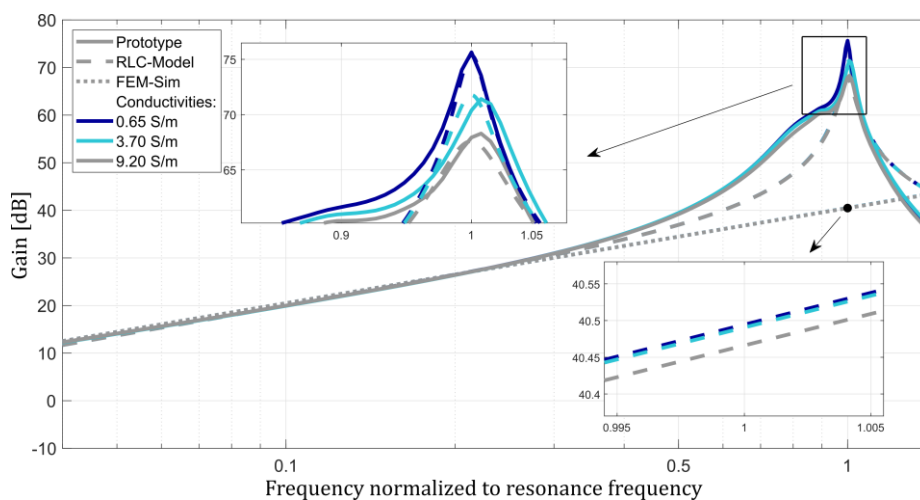 80
70
60
50
40
30
20
10
0
-10
Gain [dB]
Prototype
RLC-Model
FEM-Sim
Conductivities:
0.65 S/m
3.70 S/m
9.20 S/m
75
70
65
0.9
1
1.05
40.55
40.5
40.45
40.4
0.995
1
1.005
0.1
0.5
1
Frequency normalized to resonance frequency